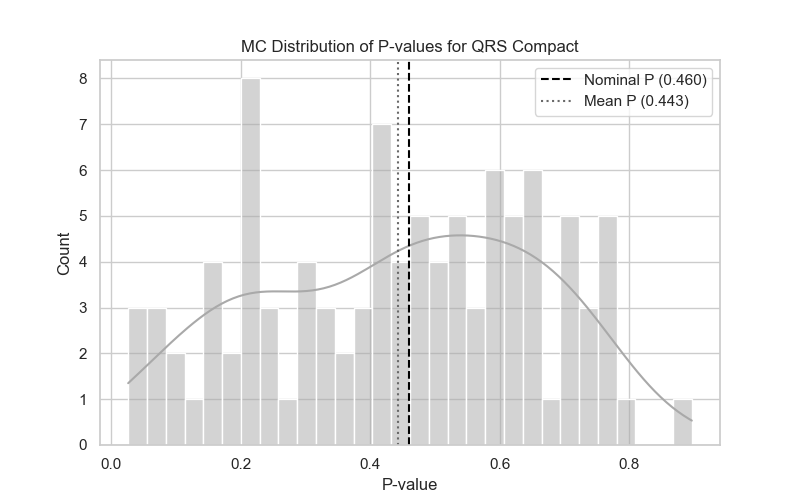 MC Distribution of P-values for QRS Compact
Nominal P (0.460)
Mean P (0.443)
Count
8
7
6
5
4
3
2
1
0
0.0 0.2 0.4 0.6 0.8
P-value